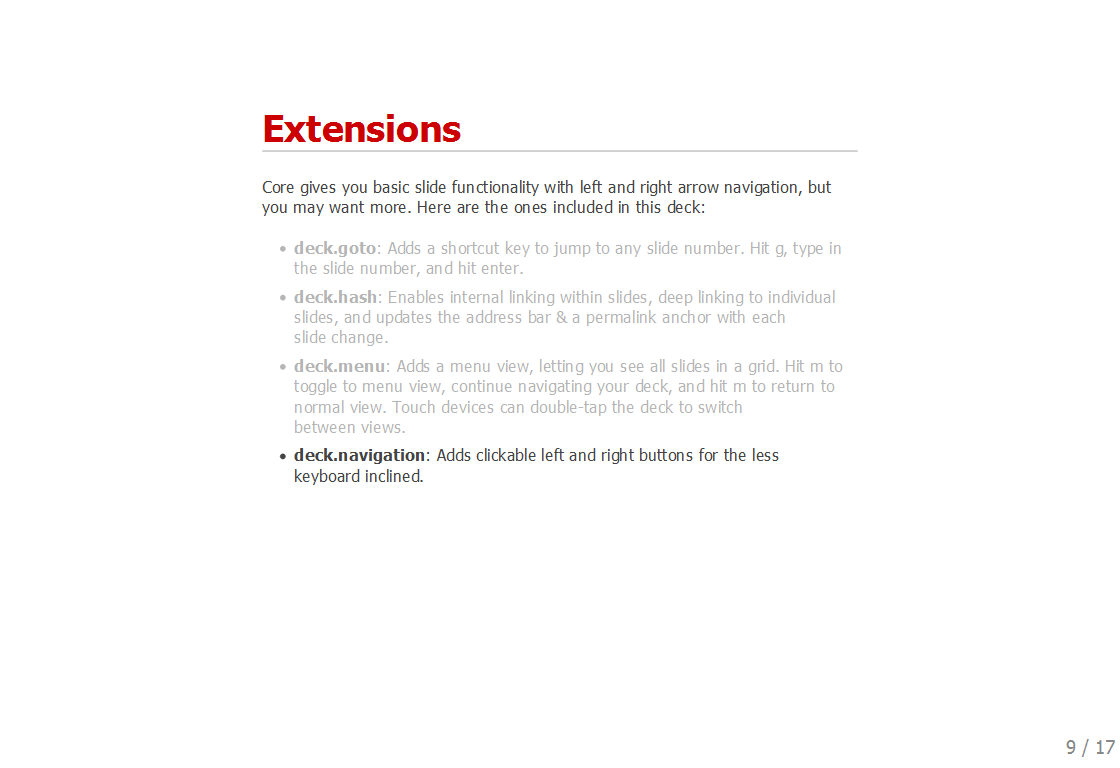 Extensions
Core gives you basic slide functionality with left and right arrow navigation, but
you may want more. Here are the ones included in this deck:
• deck.goto: Adds a shortcut key to jump to any slide number. Hit g, type in
the slide number, and hit enter.
• deck.hash: Enables internal linking within slides, deep linking to individual
slides, and updates the address bar & a permalink anchor with each
slide change.
• deck.menu: Adds a menu view, letting you see all slides in a grid. Hit m to
toggle to menu view, continue navigating your deck, and hit m to return to
normal view. Touch devices can double-tap the deck to switch
between views.
• deck.navigation: Adds clickable left and right buttons for the less
keyboard inclined.
9 / 17